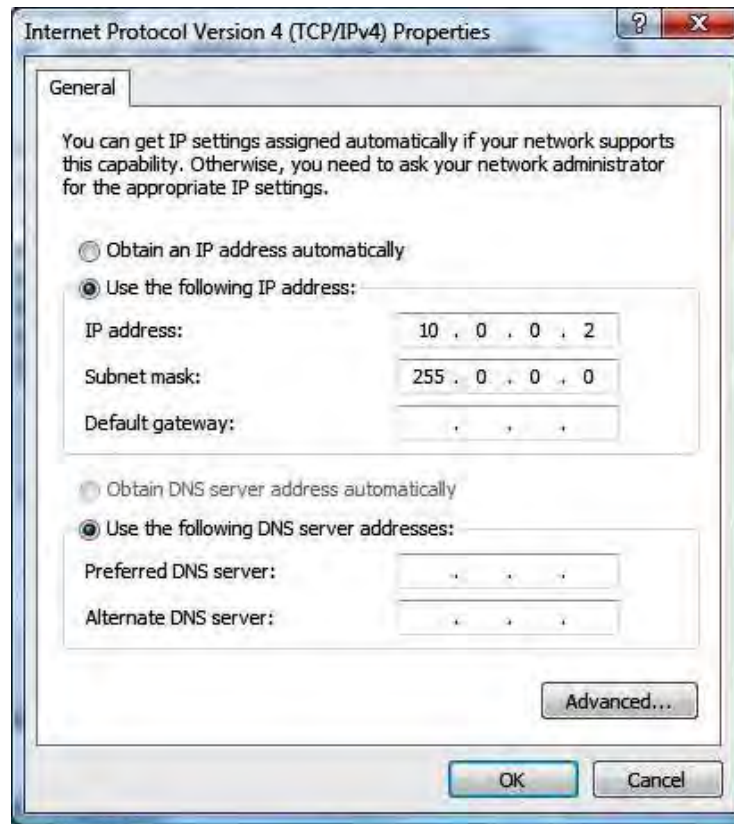 Internet Protocol Version 4 (TCP/IPv4) Properties
General
You can get IP settings assigned automatically if your network supports
this capability. Otherwise, you need to ask your network administrator
for the appropriate IP settings.
Obtain an IP address automatically
Use the following IP address:
IP address: 10 . 0 . 0 . 2
Subnet mask: 255 . 0 . 0 . 0
Default gateway: . . .
Obtain DNS server address automatically
Use the following DNS server addresses:
Preferred DNS server: . . .
Alternate DNS server: . . .
Advanced...
OK Cancel